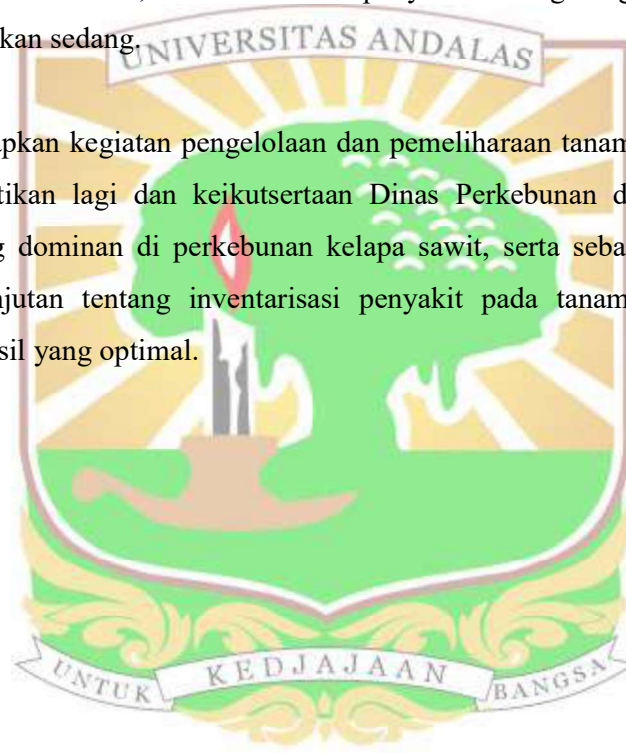 kan sedang.
UNIVERSITAS ANDALAS
pkan kegiatan pengelolaan dan pemeliharaan tanam
tikan lagi dan keikutsertaan Dinas Perkebunan d
g dominan di perkebunan kelapa sawit, serta seba
jutan tentang inventarisasi penyakit pada tanam
sil yang optimal.
UNTUK KEDJAJAAN BANGSA